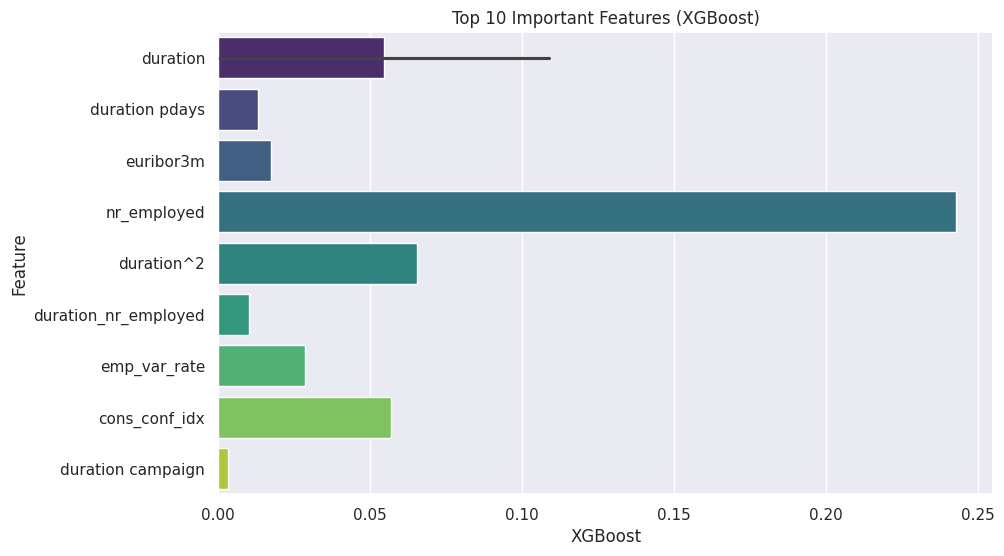 Top 10 Important Features (XGBoost)
Feature
duration
duration pdays
euribor3m
nr_employed
duration^2
duration_nr_employed
emp_var_rate
cons_conf_idx
duration campaign
0.00 0.05 0.10 0.15 0.20 0.25
XGBoost